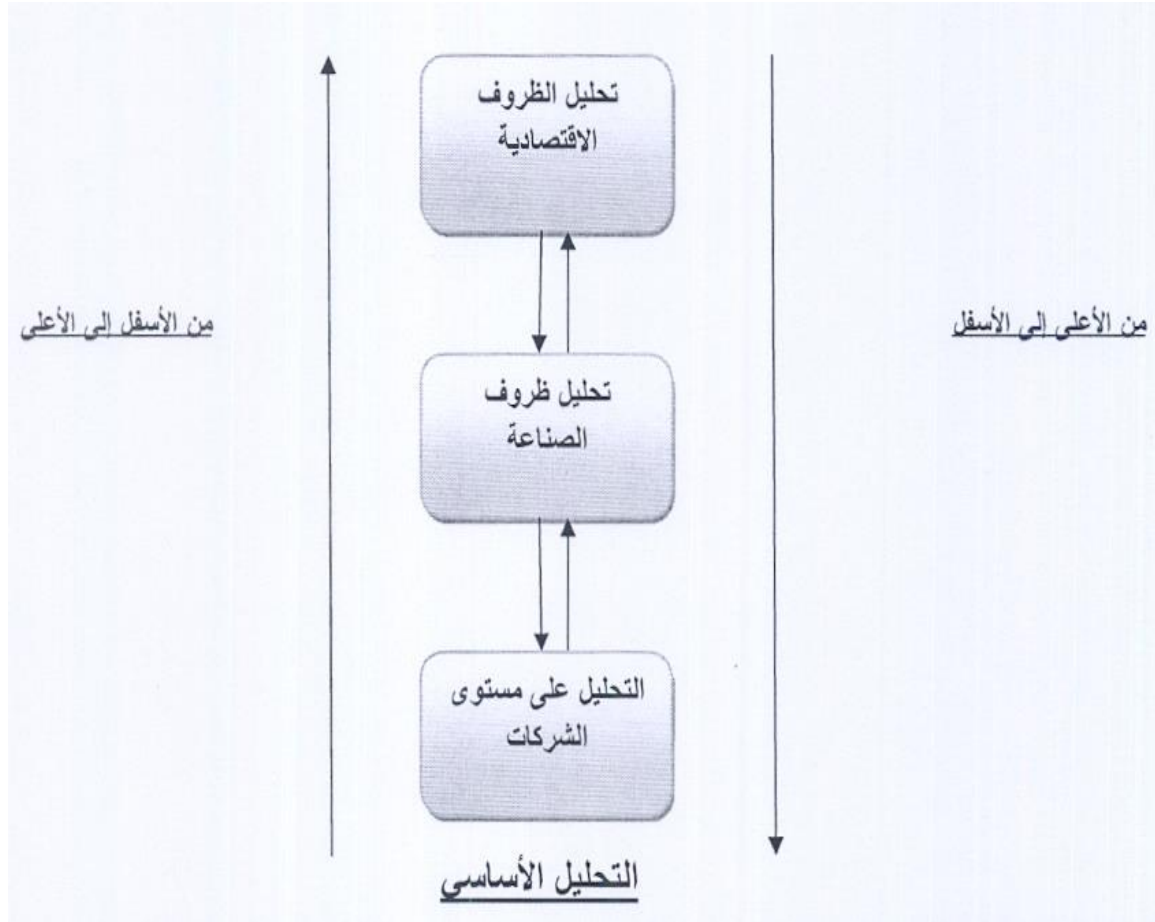 تحليل الظروف
الاقتصادية
من الأعلى إلى الأسفل
من الأسفل إلى الأعلى
تحليل ظروف
الصناعة
التحليل على مستوى
الشركات
التحليل الأساسي